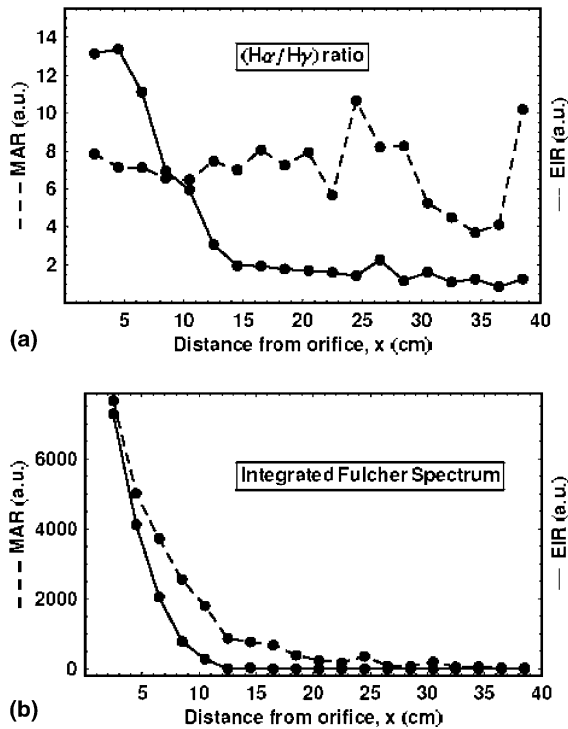 14
12
10
8
6
4
2
--- MAR (a.u.)
(Hα/Hγ) ratio
— EIR (a.u.)
5 10 15 20 25 30 35 40
(a)
Distance from orifice, x (cm)
6000
4000
2000
0
--- MAR (a.u.)
Integrated Fulcher Spectrum
— EIR (a.u.)
5 10 15 20 25 30 35 40
(b)
Distance from orifice, x (cm)